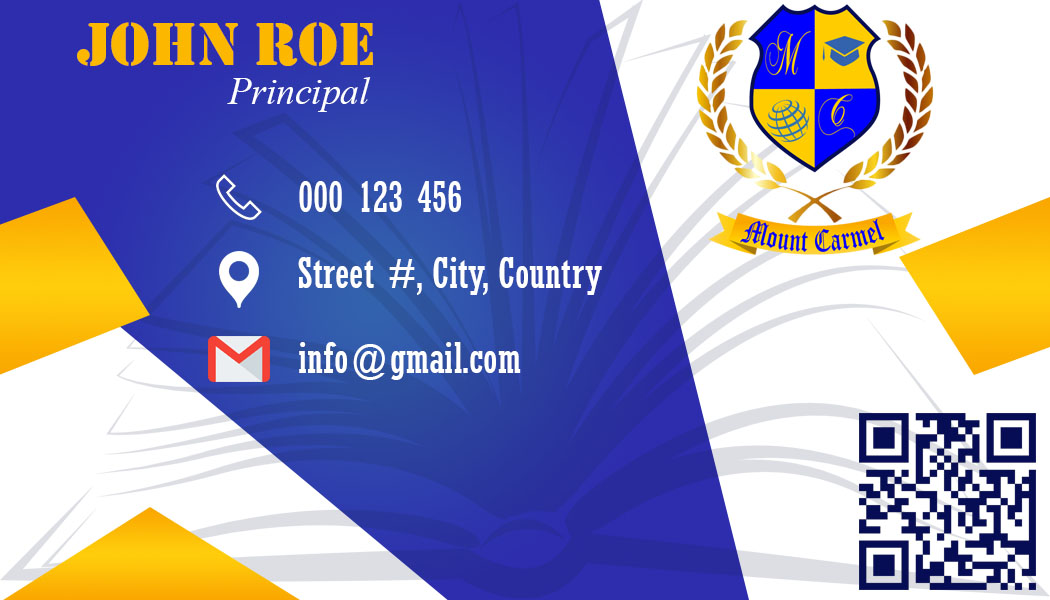 JOHN ROE
Principal
000 123 456
Street #, City, Country
info@gmail.com
M
C
Mount Carmel